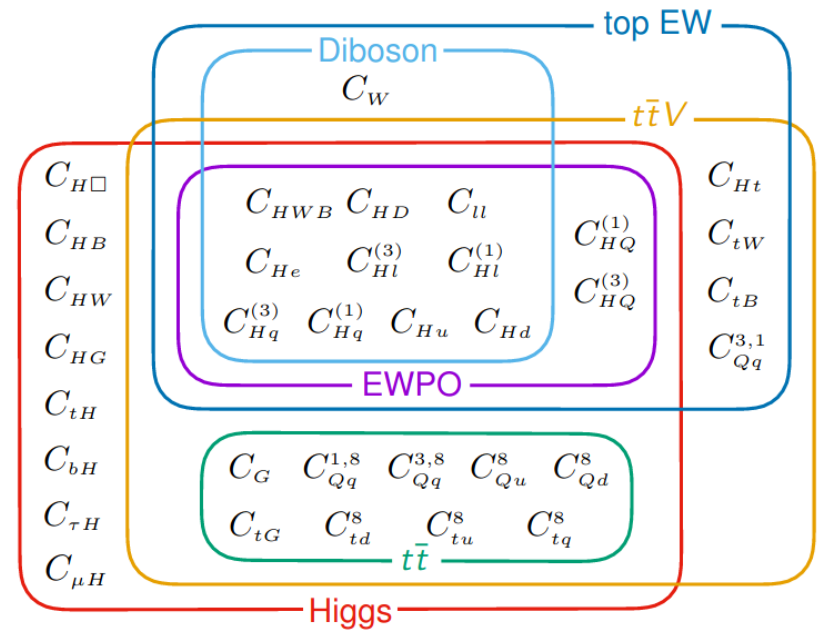 top EW
Diboson
C_W
t\bar{t}V
C_{H□}
C_{HWB} C_{HD} C_{ll}
C_{Ht}
C_{HB}
C_{HQ}^{(1)}
C_{tW}
C_{He} C_{Hl}^{(3)} C_{Hl}^{(1)}
C_{HW}
C_{HQ}^{(3)}
C_{tB}
C_{Hq}^{(3)} C_{Hq}^{(1)} C_{Hu} C_{Hd}
C_{HG}
C_{Qq}^{3,1}
EWPO
C_{tH}
C_{bH}
C_G C_{Qq}^{1,8} C_{Qq}^{3,8} C_{Qu}^{8} C_{Qd}^{8}
C_{τH}
C_{tG} C_{td}^{8} C_{tu}^{8} C_{tq}^{8}
t\bar{t}
C_{μH}
Higgs